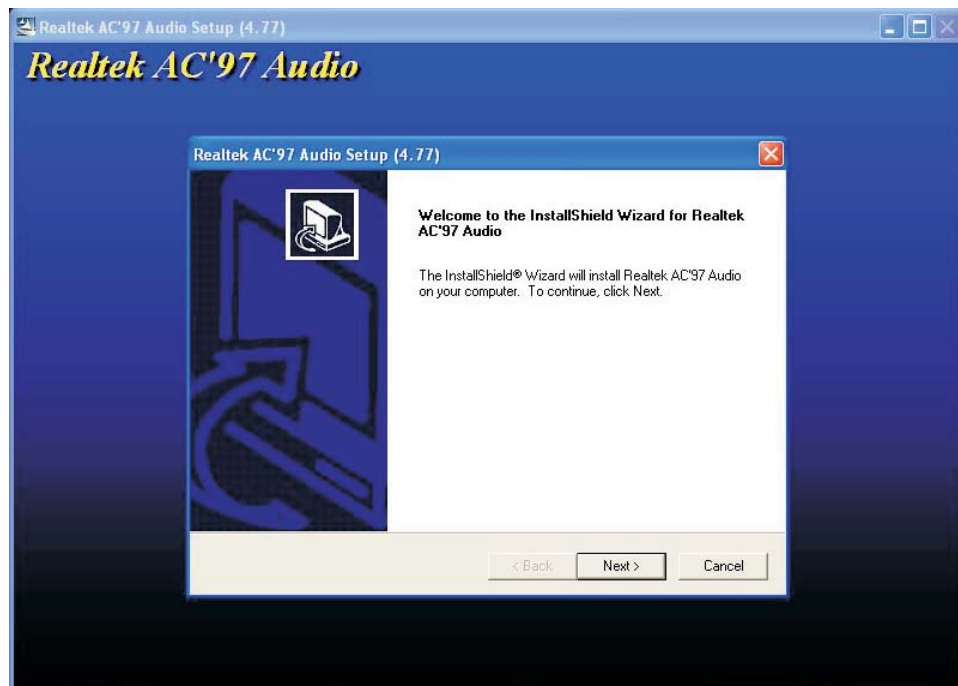 Realtek AC'97 Audio Setup (4.77)
Realtek AC'97 Audio
Realtek AC'97 Audio Setup (4.77)
Welcome to the InstallShield Wizard for Realtek
AC'97 Audio
The InstallShield® Wizard will install Realtek AC'97 Audio
on your computer. To continue, click Next.
< Back
Next >
Cancel